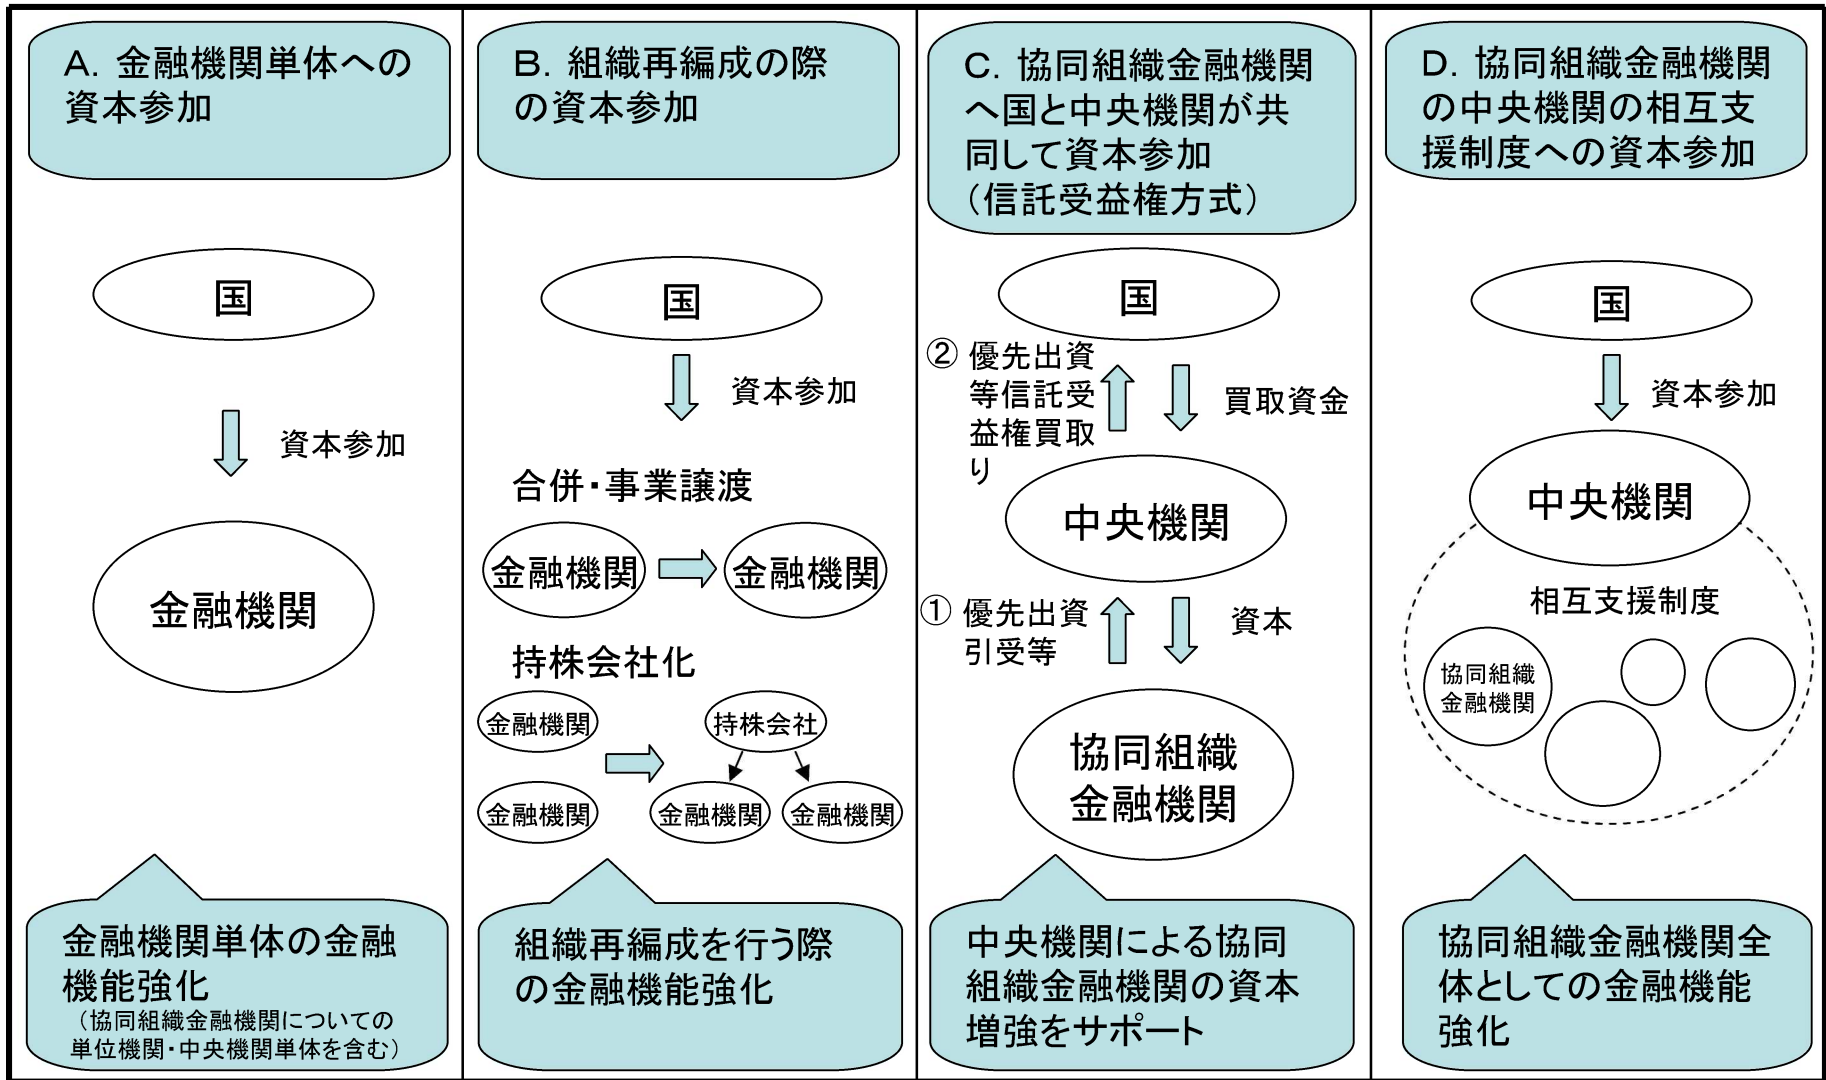 A. 金融機関単体への
資本参加
国
資本参加
金融機関
金融機関単体の金融
機能強化
（協同組織金融機関についての
単位機関・中央機関単体を含む）
B. 組織再編成の際
の資本参加
国
資本参加
合併・事業譲渡
金融機関
金融機関
持株会社化
金融機関
持株会社
金融機関
金融機関
金融機関
組織再編成を行う際
の金融機能強化
C. 協同組織金融機関
へ国と中央機関が共
同して資本参加
（信託受益権方式）
国
② 優先出資
等信託受
益権買取
り
買取資金
中央機関
① 優先出資
引受等
資本
協同組織
金融機関
中央機関による協同
組織金融機関の資本
増強をサポート
D. 協同組織金融機関
の中央機関の相互支
援制度への資本参加
国
資本参加
中央機関
相互支援制度
協同組織
金融機関
協同組織金融機関全
体としての金融機能
強化